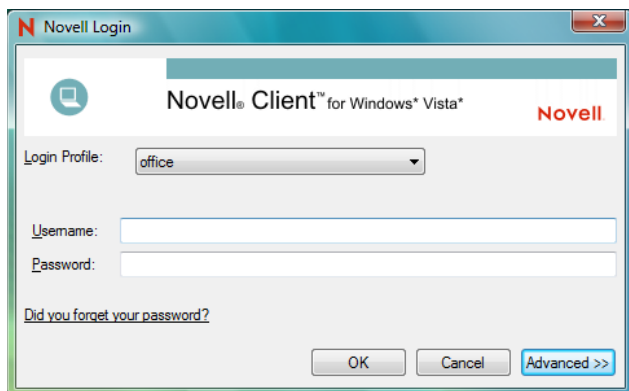 N Novell Login
Novell® Client™ for Windows* Vista*
Novell
Login Profile: office
Username:
Password:
Did you forget your password?
OK Cancel Advanced >>